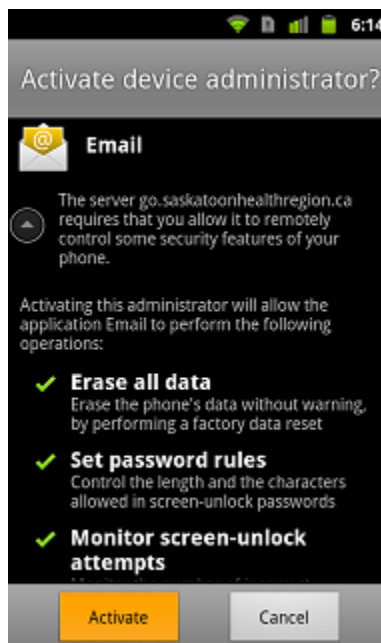 6:14
Activate device administrator?
Email
The server go.saskatoonhealthregion.ca
requires that you allow it to remotely
control some security features of your
phone.
Activating this administrator will allow the
application Email to perform the following
operations:
Erase all data
Erase the phone's data without warning,
by performing a factory data reset
Set password rules
Control the length and the characters
allowed in screen-unlock passwords
Monitor screen-unlock
attempts
Activate
Cancel